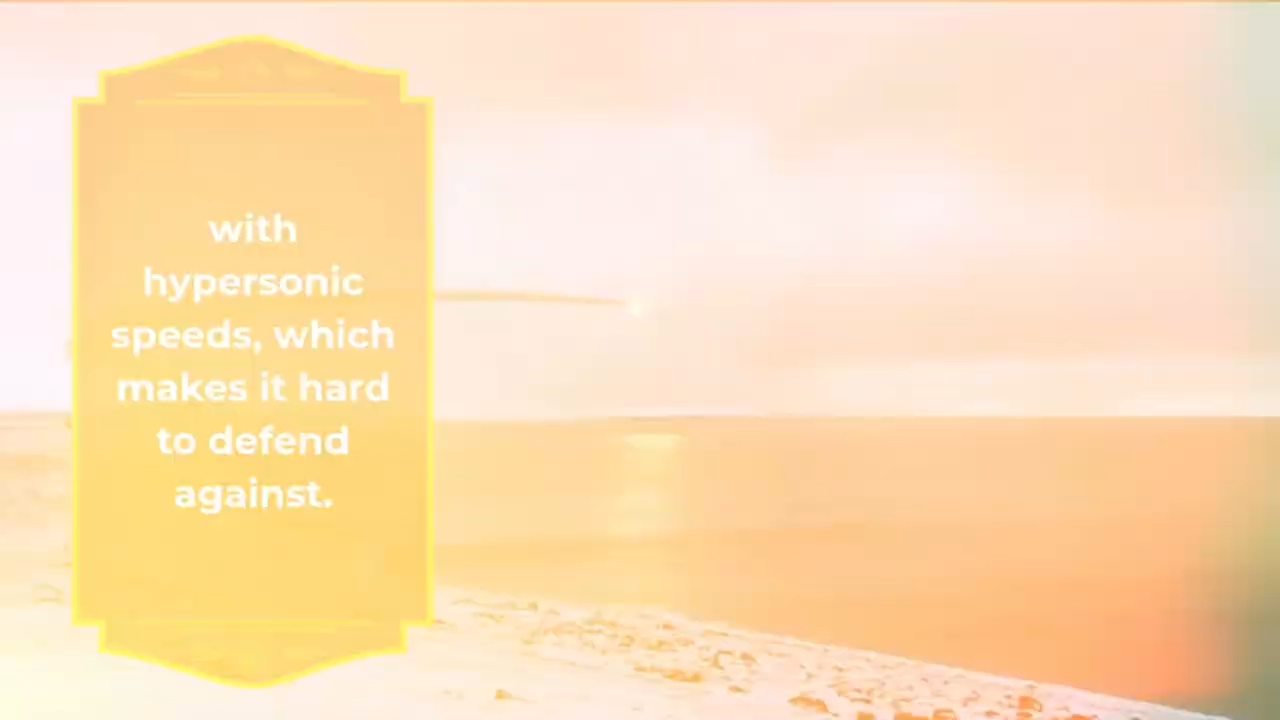 with
hypersonic
speeds, which
makes it hard
to defend
against.